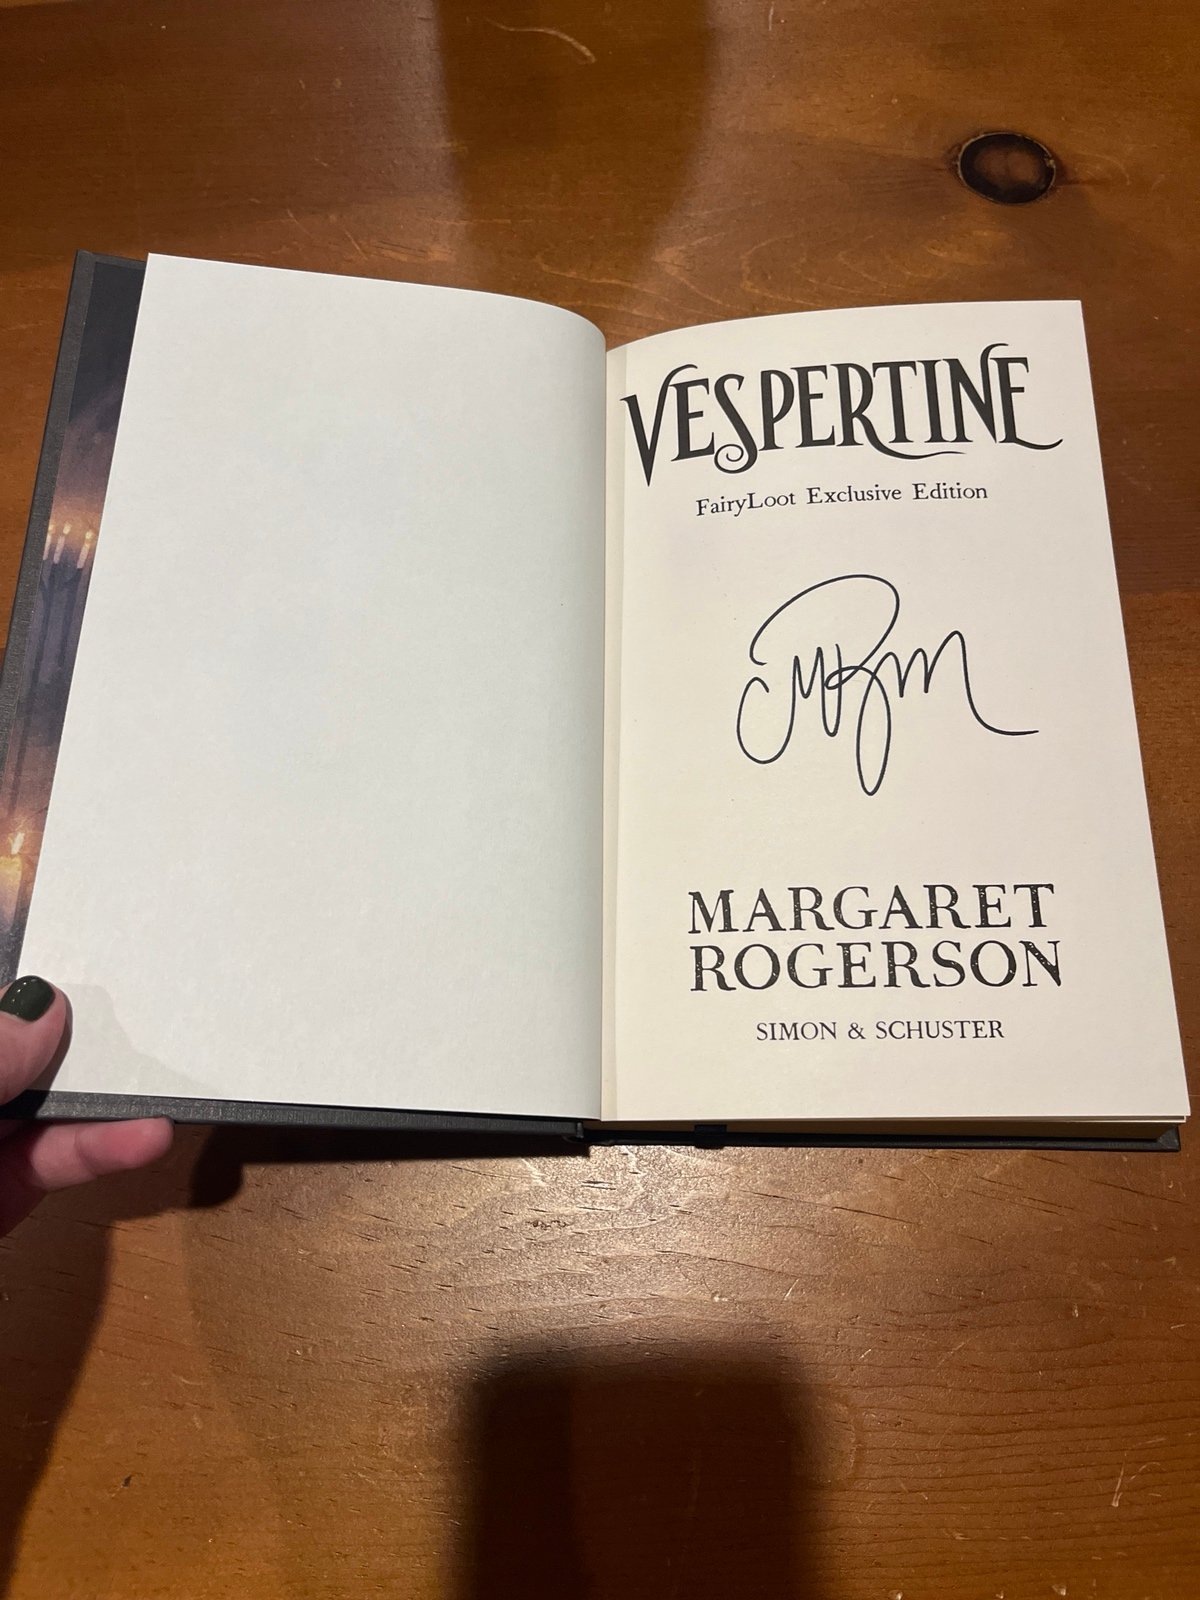 VESPERTINE
FairyLoot Exclusive Edition
MARGARET
ROGERSON
SIMON & SCHUSTER